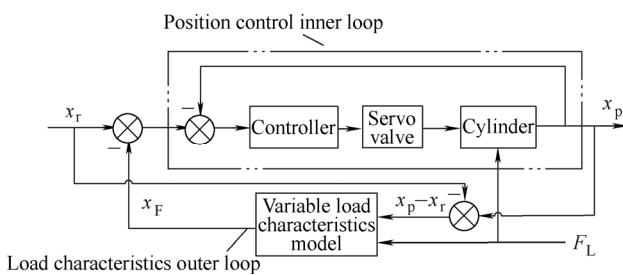 Position control inner loop
x_r
−
−
Controller
Servo
valve
Cylinder
x_p
−
x_F
Variable load
characteristics
model
x_p−x_r
−
F_L
Load characteristics outer loop